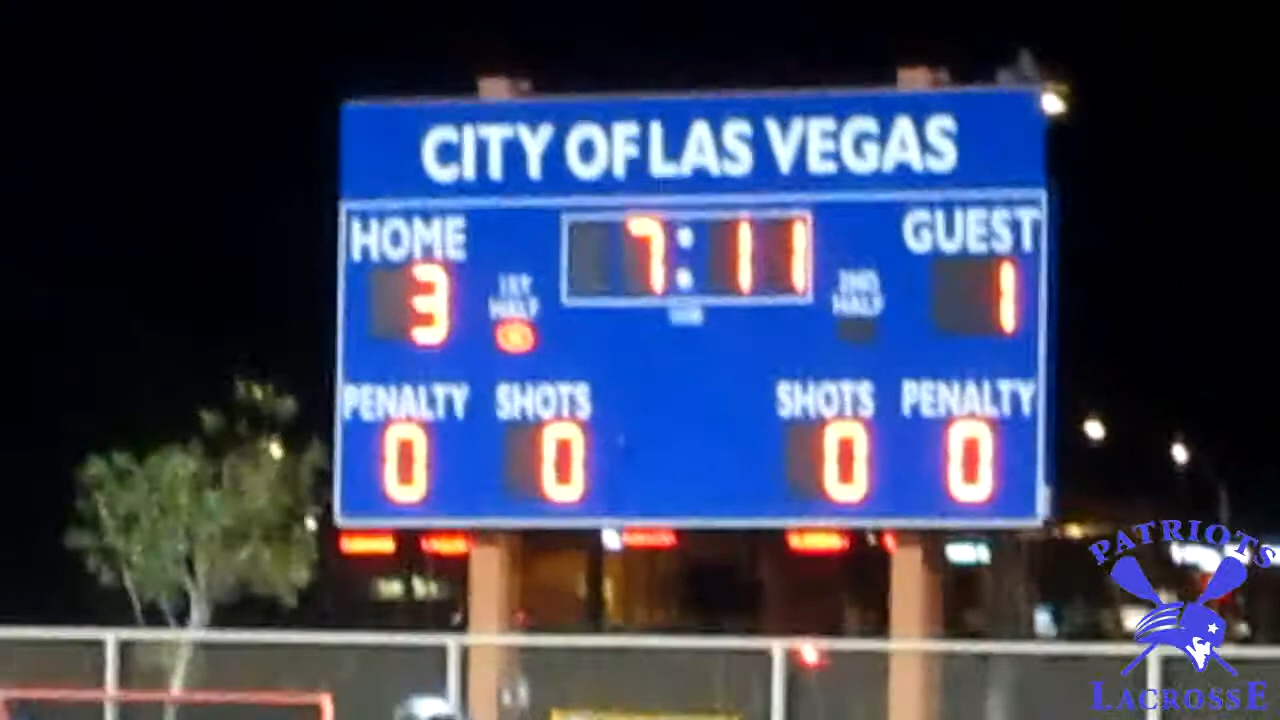 CITY OF LAS VEGAS
HOME 7:11 GUEST
3 1ST HALF 2ND HALF 1
PENALTY SHOTS SHOTS PENALTY
0 0 0 0
PATRIOTS
LACROSSE